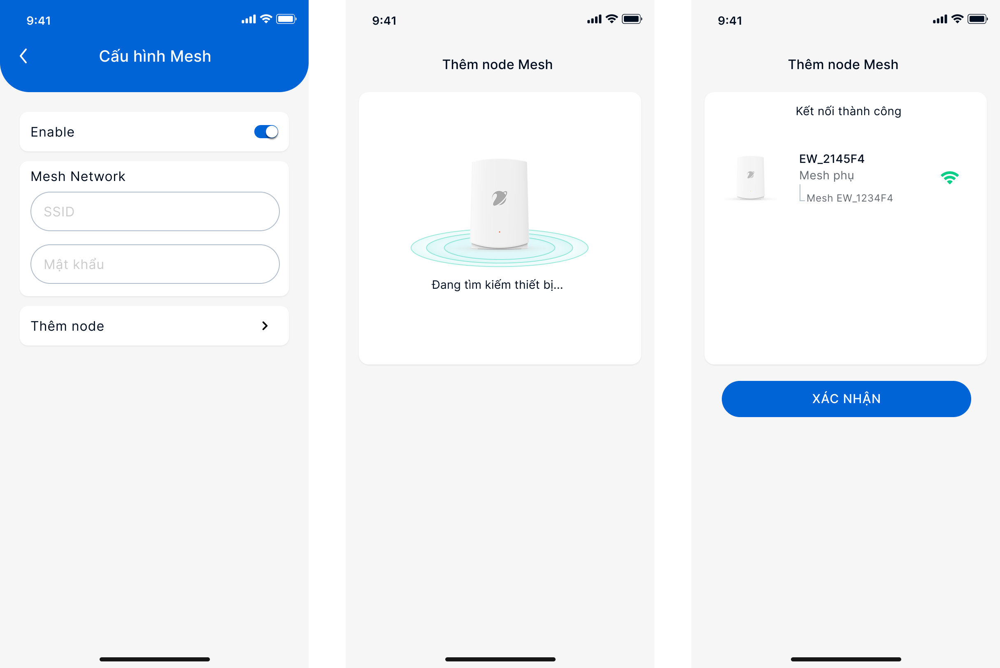 9:41
Cấu hình Mesh
Enable
Mesh Network
SSID
Mật khẩu
Thêm node
9:41
Thêm node Mesh
Đang tìm kiếm thiết bị...
9:41
Thêm node Mesh
Kết nối thành công
EW_2145F4
Mesh phụ
Mesh EW_1234F4
XÁC NHẬN